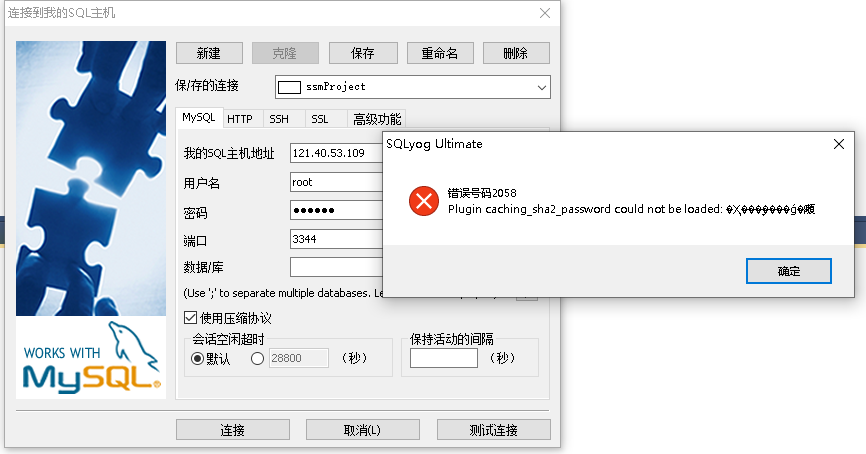 连接到我的SQL主机
新建
克隆
保存
重命名
删除
保/存的连接
ssmProject
MySQL
HTTP
SSH
SSL
高级功能
SQLyog Ultimate
我的SQL主机地址
121.40.53.109
用户名
root
错误号码2058
Plugin caching_sha2_password could not be loaded:
密码
●●●●●●
端口
3344
数据/库
确定
(Use ';' to separate multiple databases. Le
使用压缩协议
会话空闲超时
保持活动的间隔
默认
28800
(秒)
(秒)
WORKS WITH
MySQL®
连接
取消(L)
测试连接